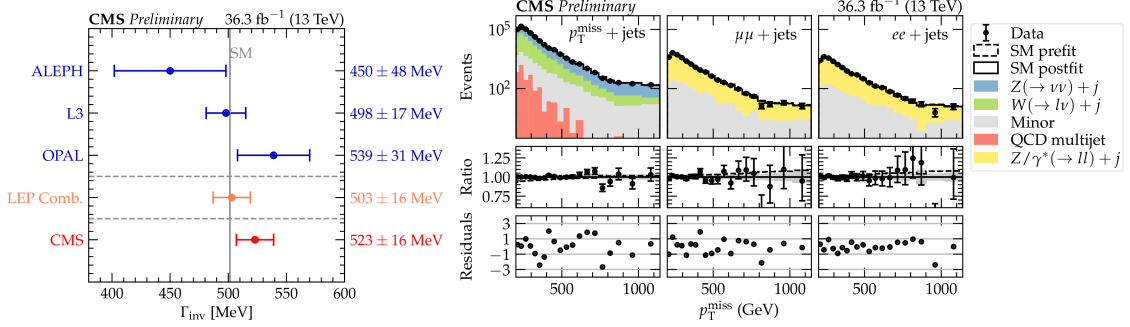 CMS Preliminary 36.3 fb⁻¹ (13 TeV)
SM
ALEPH 450 ± 48 MeV
L3 498 ± 17 MeV
OPAL 539 ± 31 MeV
LEP Comb. 503 ± 16 MeV
CMS 523 ± 16 MeV
400 450 500 550 600
Γinv [MeV]
CMS Preliminary 36.3 fb⁻¹ (13 TeV)
Events
10⁵
10²
pTmiss + jets
μμ + jets
ee + jets
Ratio
1.25
1.00
0.75
Residuals
3
1
−1
−3
500 1000 500 1000 500 1000
pTmiss (GeV)
Data
SM prefit
SM postfit
Z(→ νν) + j
W(→ lν) + j
Minor
QCD multijet
Z/γ*(→ ll) + j